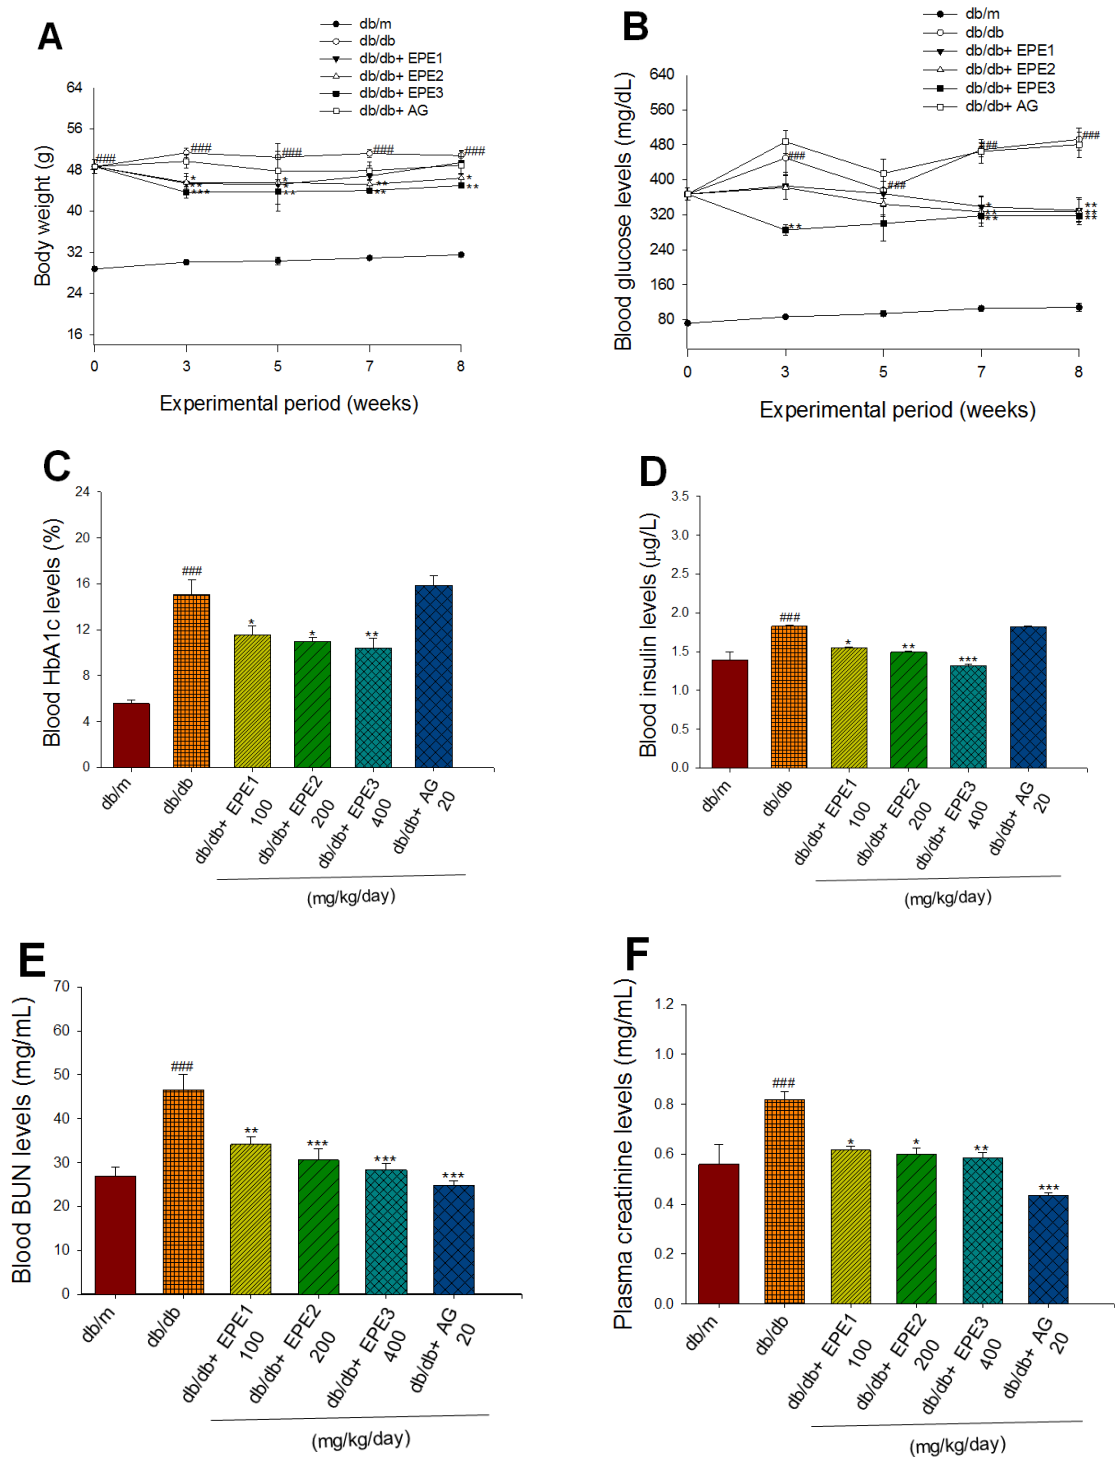 A
db/m
db/db
db/db+ EPE1
db/db+ EPE2
db/db+ EPE3
db/db+ AG
Body weight (g)
64
56
48
40
32
24
16
###
###
###
###
###
*
**
***
*
*
**
**
**
*
**
0
3
5
7
8
Experimental period (weeks)
B
db/m
db/db
db/db+ EPE1
db/db+ EPE2
db/db+ EPE3
db/db+ AG
Blood glucose levels (mg/dL)
640
560
480
400
320
240
160
80
###
###
###
###
**
*
**
**
**
**
**
0
3
5
7
8
Experimental period (weeks)
C
Blood HbA1c levels (%)
24
20
16
12
8
4
0
###
*
*
**
db/m
db/db
db/db+ EPE1
100
db/db+ EPE2
200
db/db+ EPE3
400
db/db+ AG
20
(mg/kg/day)
D
Blood insulin levels (µg/L)
3.5
3.0
2.5
2.0
1.5
1.0
0.5
0.0
###
*
**
***
db/m
db/db
db/db+ EPE1
100
db/db+ EPE2
200
db/db+ EPE3
400
db/db+ AG
20
(mg/kg/day)
E
Blood BUN levels (mg/mL)
70
60
50
40
30
20
10
0
###
**
***
***
***
db/m
db/db
db/db+ EPE1
100
db/db+ EPE2
200
db/db+ EPE3
400
db/db+ AG
20
(mg/kg/day)
F
Plasma creatinine levels (mg/mL)
1.2
1.0
0.8
0.6
0.4
0.2
0.0
###
*
*
**
***
db/m
db/db
db/db+ EPE1
100
db/db+ EPE2
200
db/db+ EPE3
400
db/db+ AG
20
(mg/kg/day)